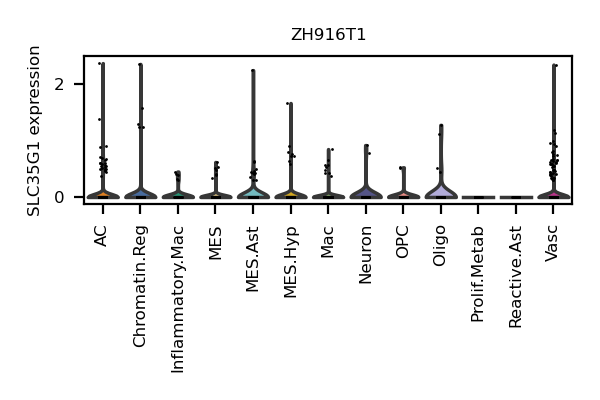 ZH916T1
SLC35G1 expression
2
0
AC
Chromatin.Reg
Inflammatory.Mac
MES
MES.Ast
MES.Hyp
Mac
Neuron
OPC
Oligo
Prolif.Metab
Reactive.Ast
Vasc